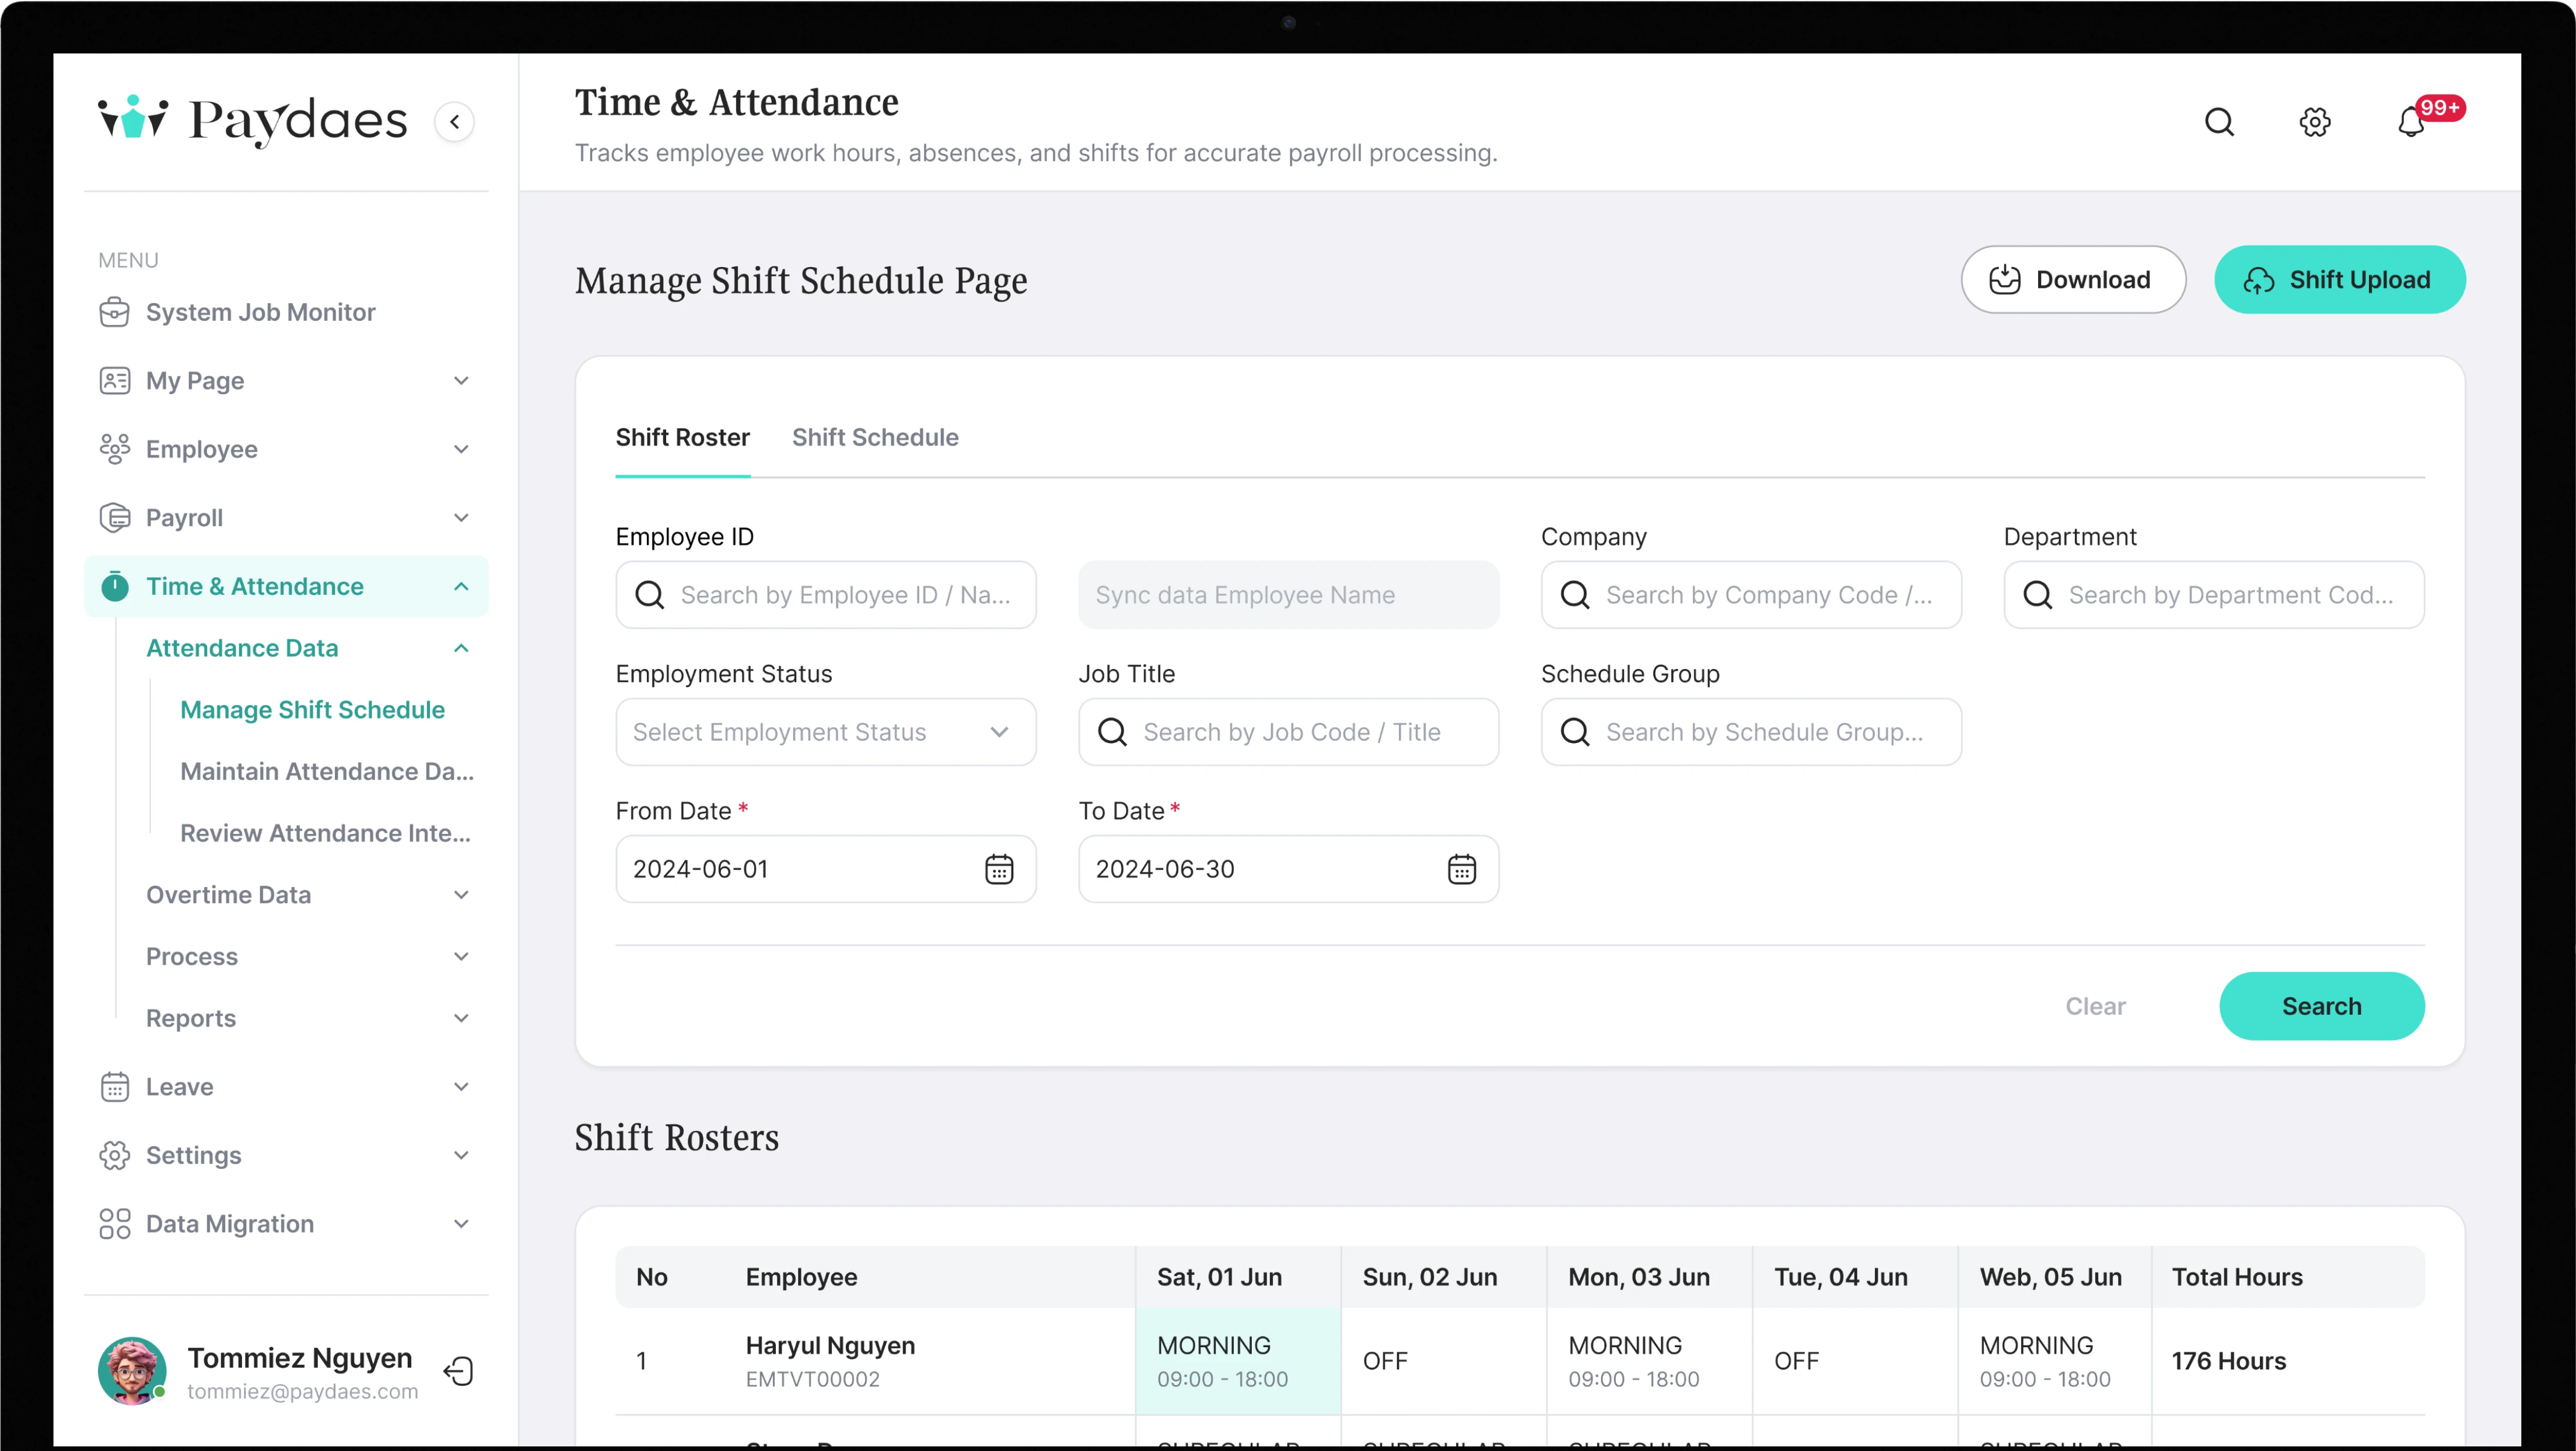 Paydaes
Time & Attendance
99+
Tracks employee work hours, absences, and shifts for accurate payroll processing.
MENU
System Job Monitor
My Page
Employee
Payroll
Time & Attendance
Attendance Data
Manage Shift Schedule
Maintain Attendance Da...
Review Attendance Inte...
Overtime Data
Process
Reports
Leave
Settings
Data Migration
Tommiez Nguyen
tommiez@paydaes.com
Manage Shift Schedule Page
Download
Shift Upload
Shift Roster
Shift Schedule
Employee ID
Search by Employee ID / Na...
Sync data Employee Name
Company
Search by Company Code /...
Department
Search by Department Cod...
Employment Status
Select Employment Status
Job Title
Search by Job Code / Title
Schedule Group
Search by Schedule Group...
From Date *
2024-06-01
To Date *
2024-06-30
Clear
Search
Shift Rosters
No Employee Sat, 01 Jun Sun, 02 Jun Mon, 03 Jun Tue, 04 Jun Web, 05 Jun Total Hours
1 Haryul Nguyen MORNING OFF MORNING OFF MORNING 176 Hours
EMTVT00002 09:00 - 18:00 09:00 - 18:00 09:00 - 18:00